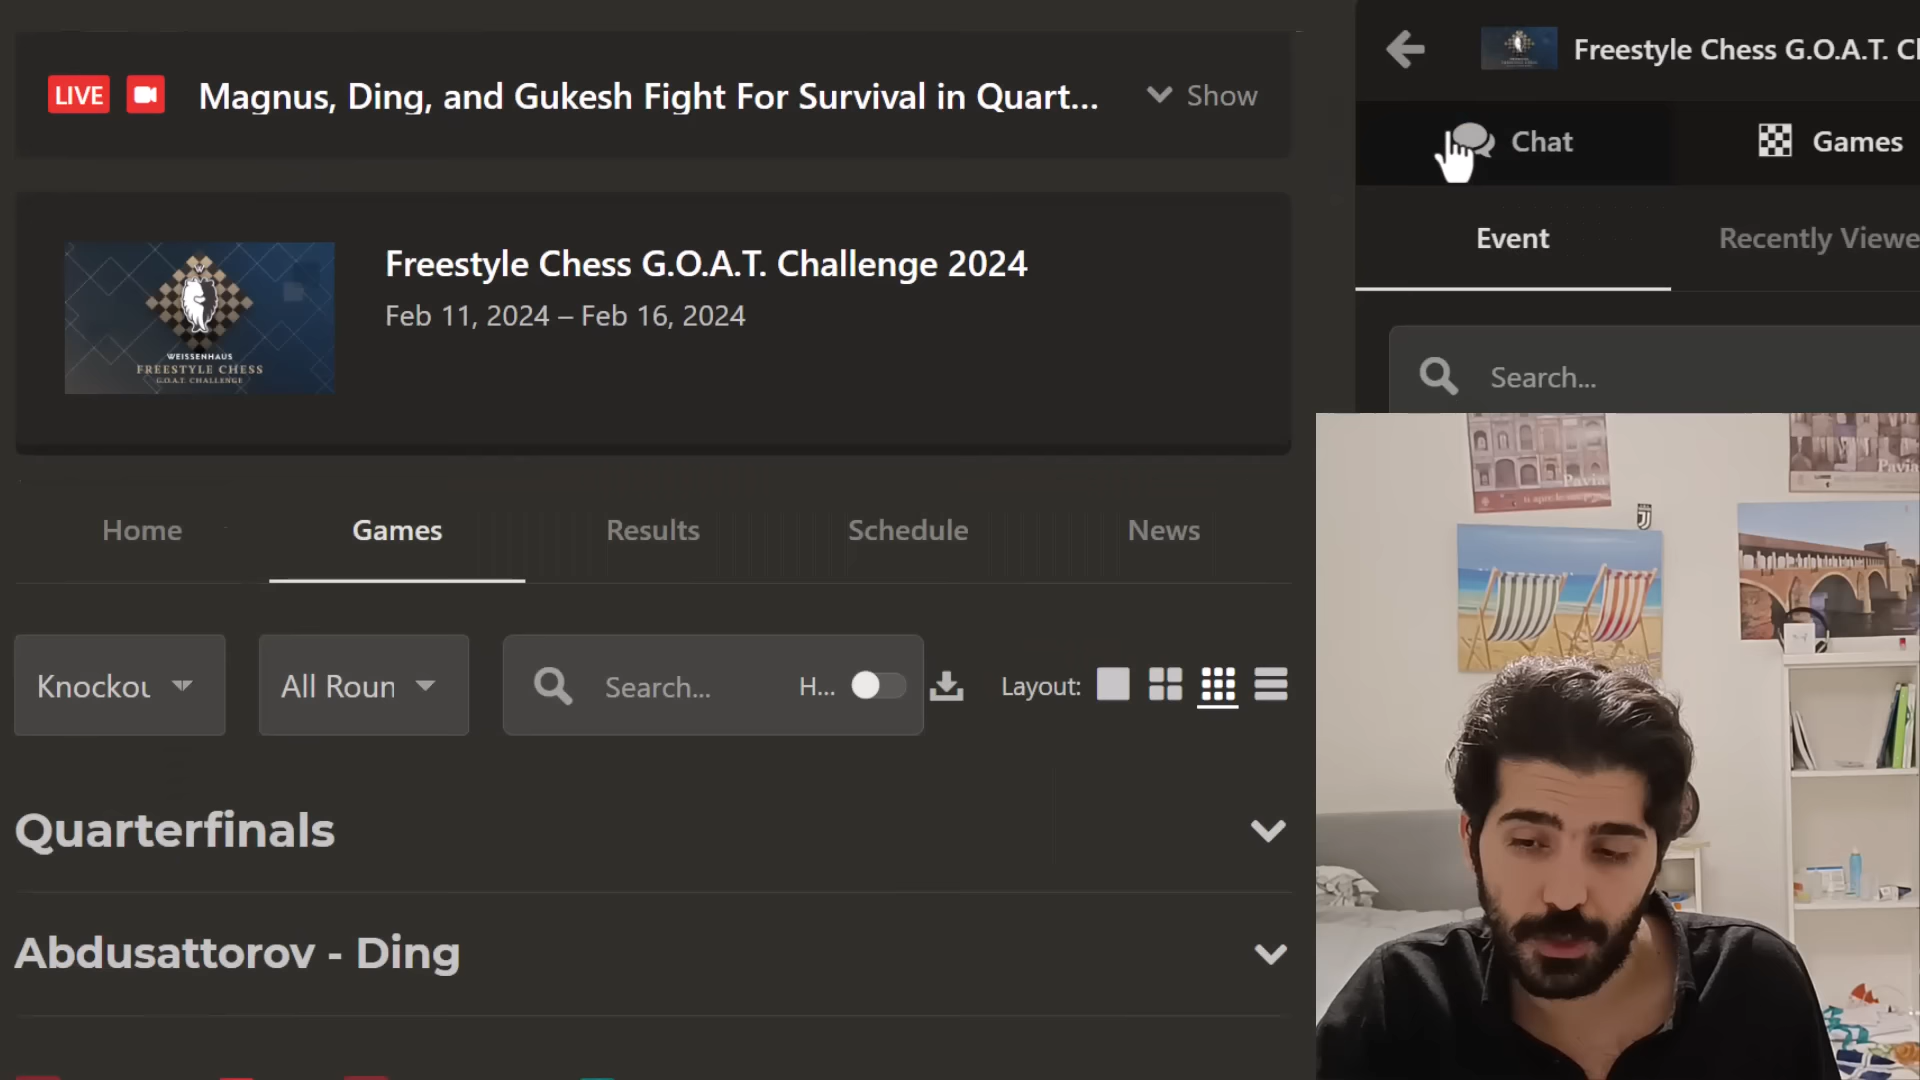 LIVE Magnus, Ding, and Gukesh Fight For Survival in Quart... Show
Freestyle Chess G.O.A.T. Challenge 2024
Feb 11, 2024 – Feb 16, 2024
WEISSENHAUS
FREESTYLE CHESS
G.O.A.T. CHALLENGE
Home Games Results Schedule News
Knockou All Roun Search... H... Layout:
Quarterfinals
Abdusattorov - Ding
Freestyle Chess G.O.A.T. Cl
Chat Games
Event Recently Viewe
Search...
Pavia
Pavia